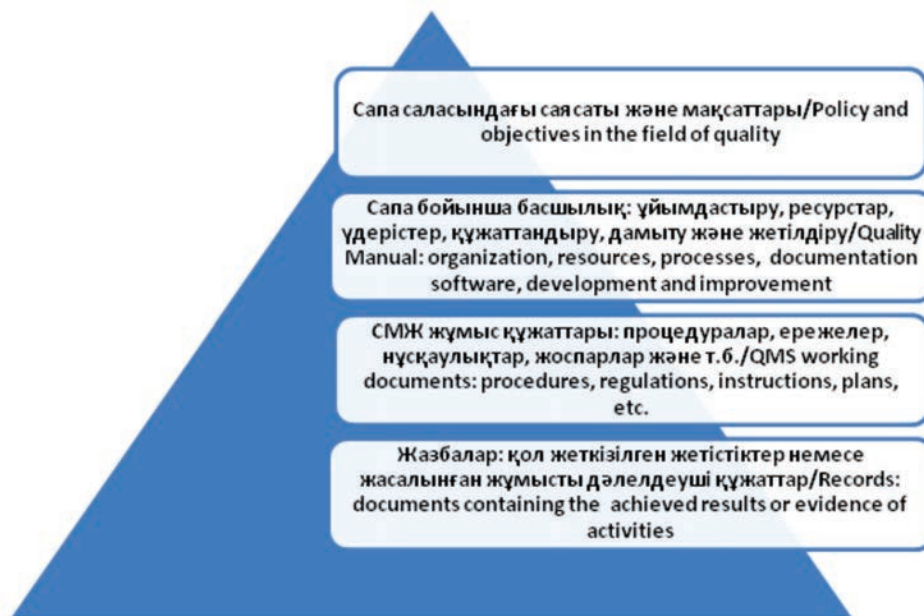 Сапа саласындағы саясаты және мақсаттары/Policy and
objectives in the field of quality
Сапа бойынша басшылық: ұйымдастыру, ресурстар,
үдерістер, құжаттандыру, дамыту және жетілдіру/Quality
Manual: organization, resources, processes, documentation
software, development and improvement
СМЖ жұмыс құжаттары: процедуралар, ережелер,
нұсқаулықтар, жоспарлар және т.б./QMS working
documents: procedures, regulations, instructions, plans,
etc.
Жазбалар: қол жеткізілген жетістіктер немесе
жасалынған жұмысты дәлелдеуші құжаттар/Records:
documents containing the achieved results or evidence of
activities